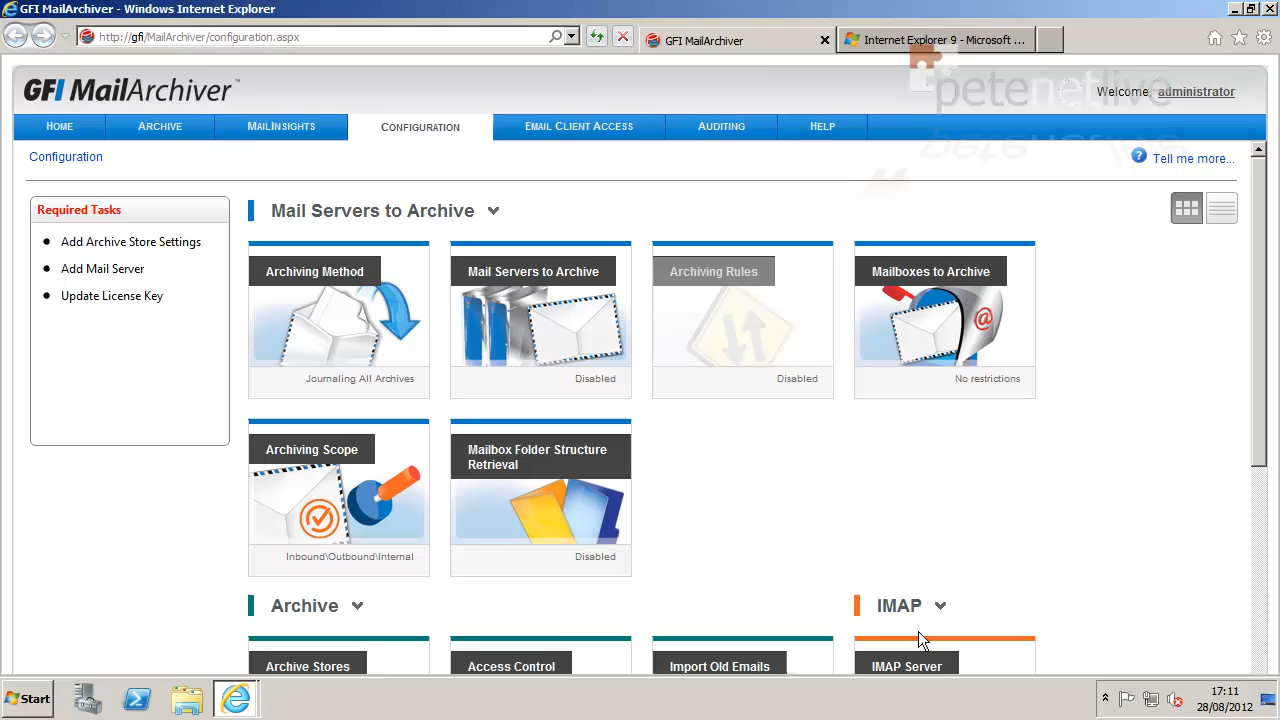 GFI MailArchiver - Windows Internet Explorer
http://gfi/MailArchiver/configuration.aspx
GFI MailArchiver
Internet Explorer 9 - Microsoft ...
GFI MailArchiver™
petenetlive
Welcome, administrator
HOME
ARCHIVE
MAILINSIGHTS
CONFIGURATION
EMAIL CLIENT ACCESS
AUDITING
HELP
Configuration
? Tell me more...
Required Tasks
Add Archive Store Settings
Add Mail Server
Update License Key
Mail Servers to Archive
Archiving Method
Journaling All Archives
Mail Servers to Archive
Disabled
Archiving Rules
Disabled
Mailboxes to Archive
@
No restrictions
Archiving Scope
Inbound\Outbound\Internal
Mailbox Folder Structure
Retrieval
Disabled
Archive
IMAP
Archive Stores
Access Control
Import Old Emails
IMAP Server
Start
17:11
28/08/2012